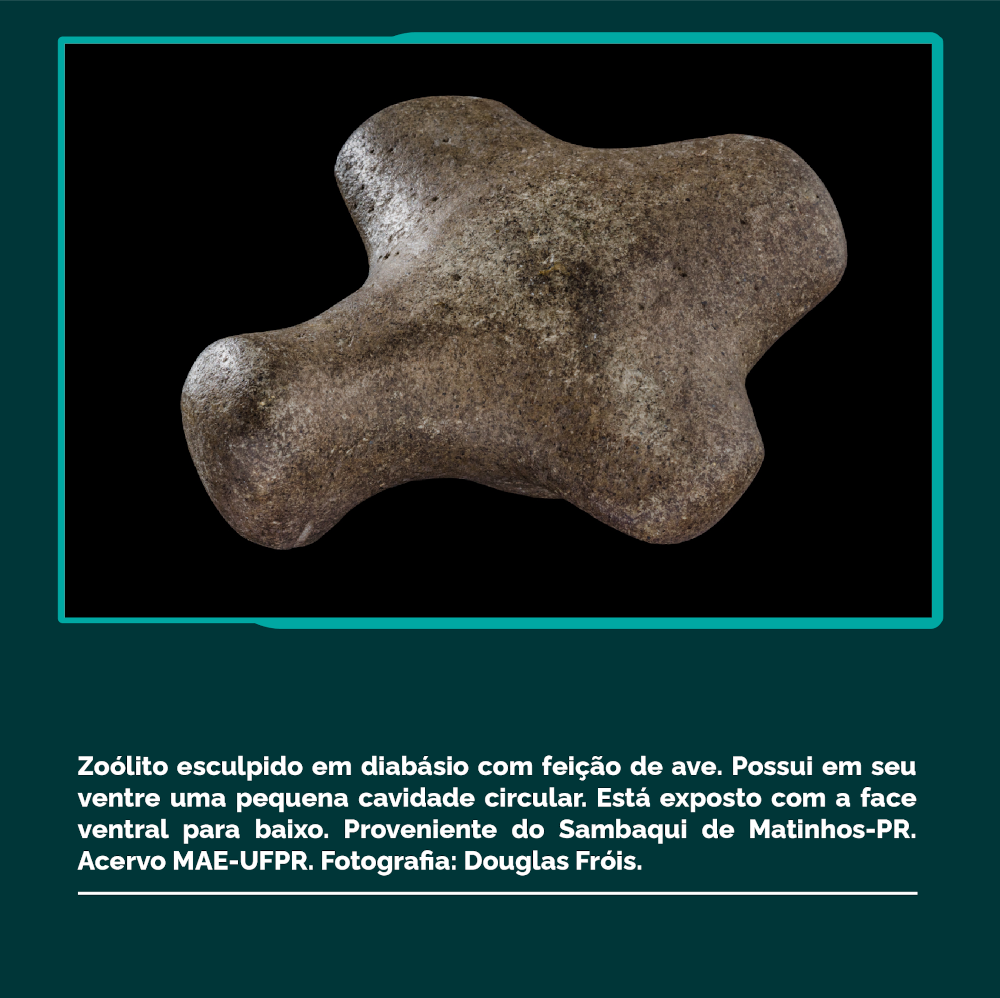 Zoólito esculpido em diabásio com feição de ave. Possui em seu
ventre uma pequena cavidade circular. Está exposto com a face
ventral para baixo. Proveniente do Sambaqui de Matinhos-PR.
Acervo MAE-UFPR. Fotografia: Douglas Fróis.